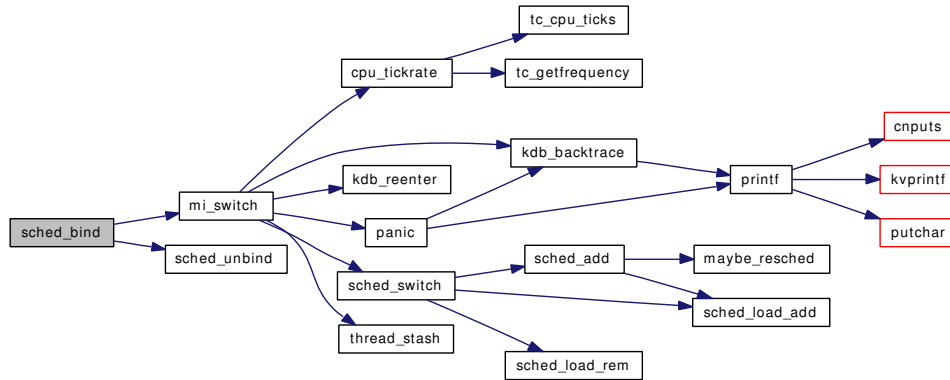 tc_cpu_ticks
cpu_tickrate
tc_getfrequency
cnputs
kdb_backtrace
kdb_reenter
printf
kvprintf
mi_switch
sched_bind
panic
putchar
sched_unbind
sched_add
maybe_resched
sched_switch
sched_load_add
thread_stash
sched_load_rem